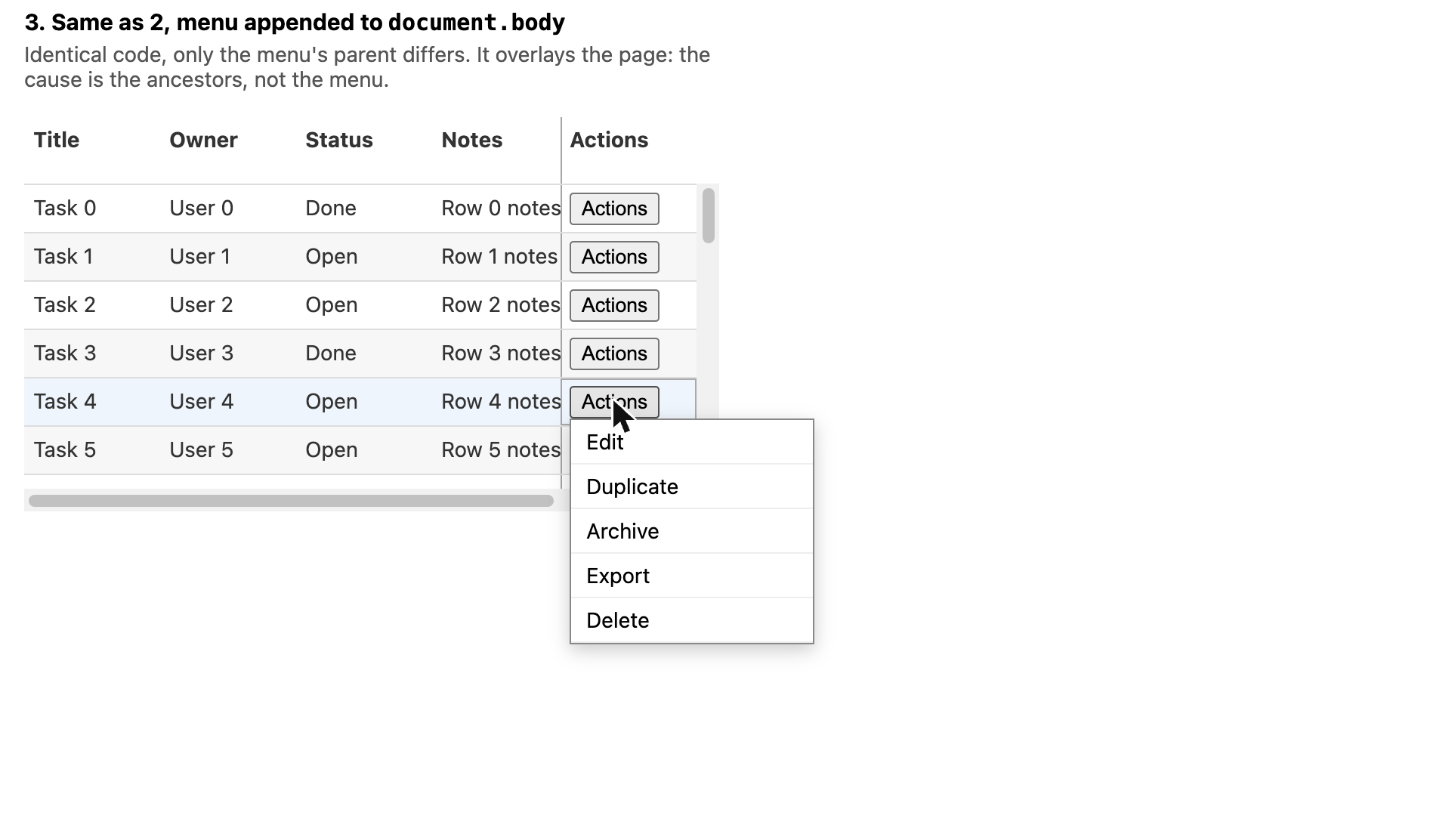 3. Same as 2, menu appended to document.body
Identical code, only the menu's parent differs. It overlays the page: the
cause is the ancestors, not the menu.
Title Owner Status Notes Actions
Task 0 User 0 Done Row 0 notes Actions
Task 1 User 1 Open Row 1 notes Actions
Task 2 User 2 Open Row 2 notes Actions
Task 3 User 3 Done Row 3 notes Actions
Task 4 User 4 Open Row 4 notes Actions
Task 5 User 5 Open Row 5 notes
Edit
Duplicate
Archive
Export
Delete